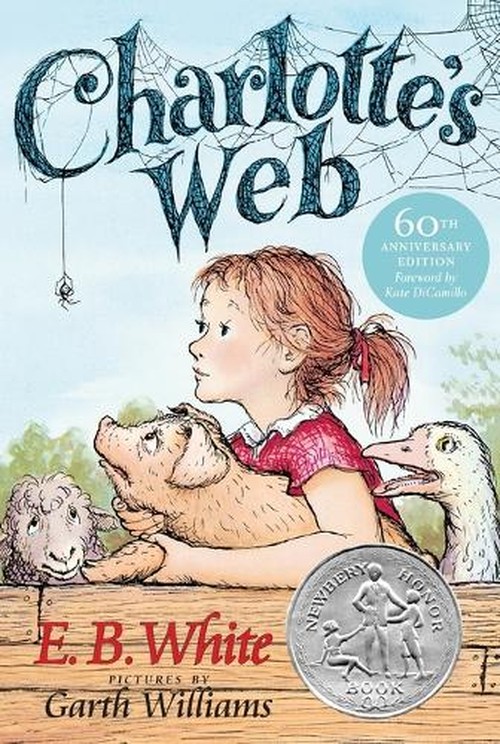 Charlotte's
Web
60TH
ANNIVERSARY
EDITION
Foreword by
Kate DiCamillo
E. B. White
PICTURES BY
Garth Williams
NEWBERY HONOR
BOOK